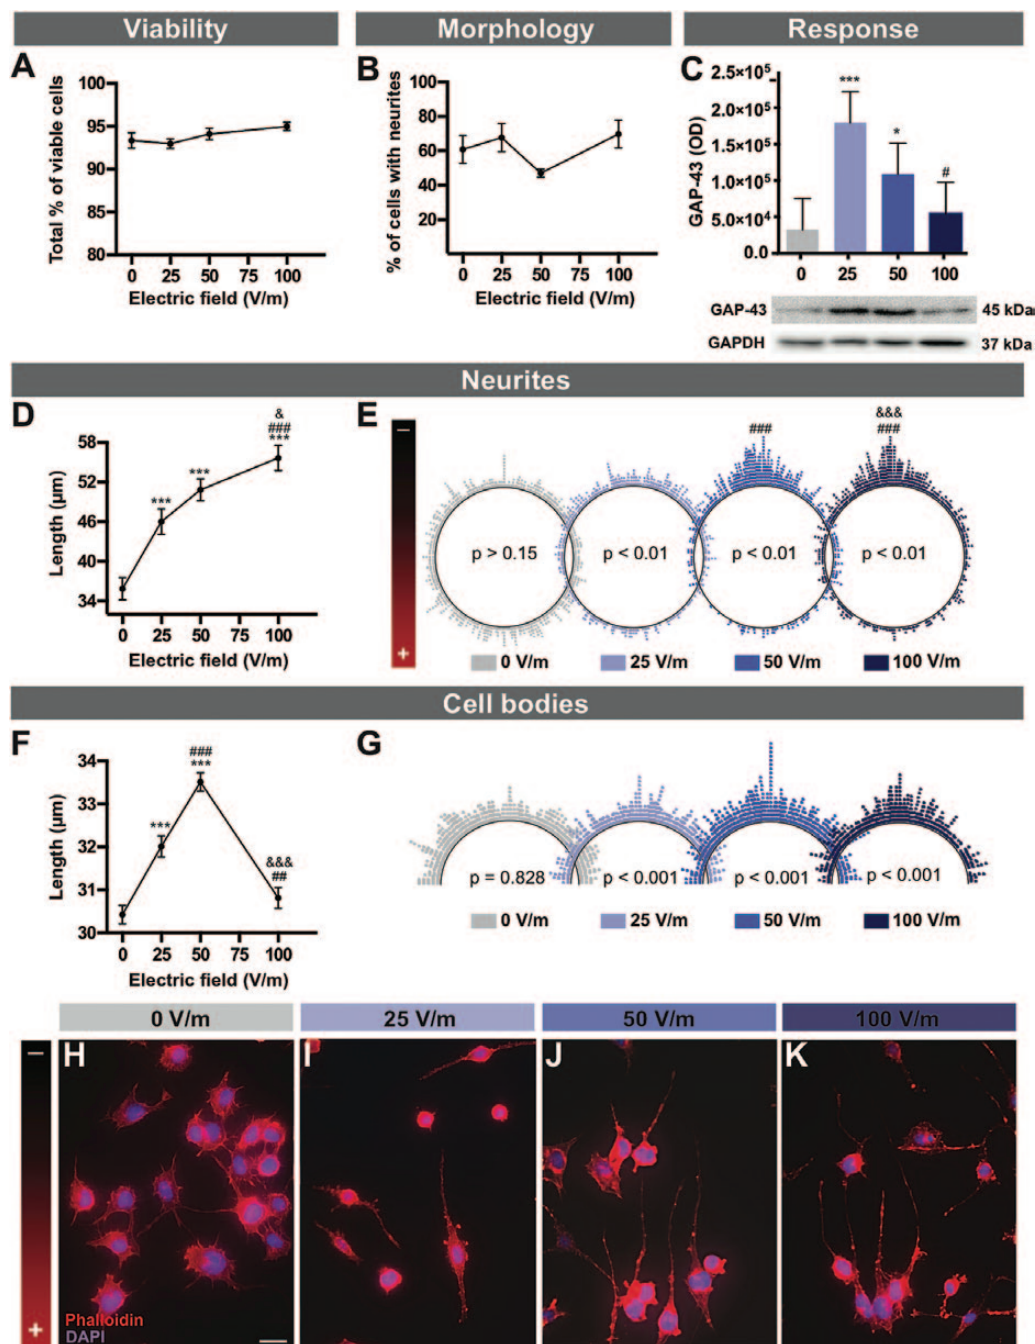 Viability
Morphology
Response
A
Total % of viable cells
100
95
90
85
80
0 25 50 75 100
Electric field (V/m)
B
% of cells with neurites
100
80
60
40
20
0 25 50 75 100
Electric field (V/m)
C
GAP-43 (OD)
2.5×10⁵
2.0×10⁵
1.5×10⁵
1.0×10⁵
5.0×10⁴
0.0
***
*
#
0 25 50 100
GAP-43
45 kDa
GAPDH
37 kDa
Neurites
D
Length (µm)
58
52
46
40
34
***
***
&
###
***
0 25 50 75 100
Electric field (V/m)
E
–
+
###
&&&
###
p > 0.15
p < 0.01
p < 0.01
p < 0.01
0 V/m
25 V/m
50 V/m
100 V/m
Cell bodies
F
Length (µm)
34
33
32
31
30
***
###
***
&&&
##
0 25 50 75 100
Electric field (V/m)
G
p = 0.828
p < 0.001
p < 0.001
p < 0.001
0 V/m
25 V/m
50 V/m
100 V/m
0 V/m
25 V/m
50 V/m
100 V/m
–
+
H
I
J
K
Phalloidin
DAPI